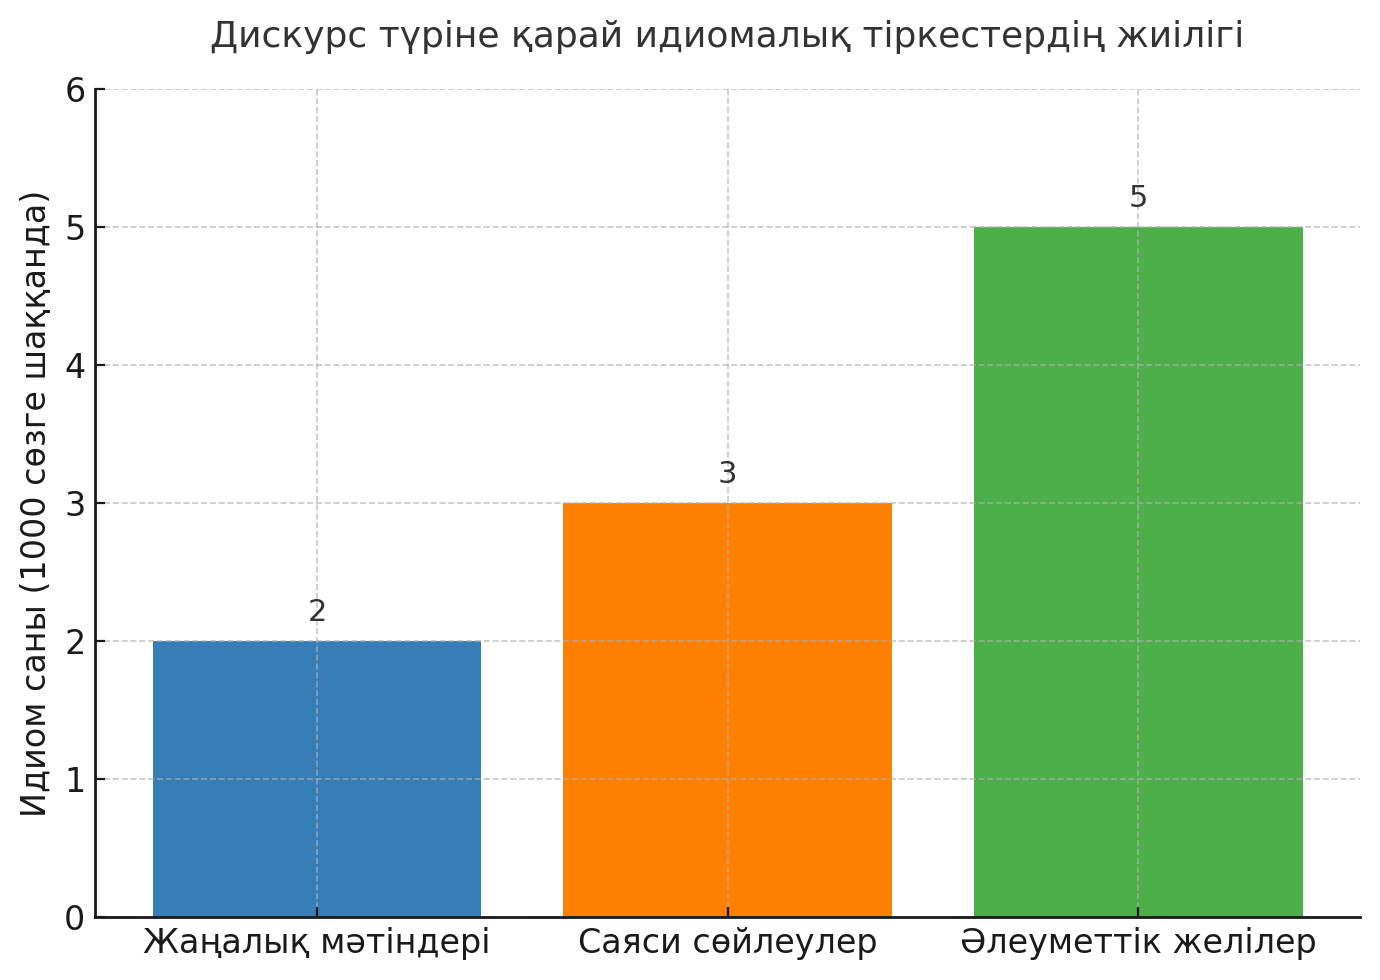 Дискурс түріне қарай идиомалық тіркестердің жиілігі
Идиом саны (1000 сөзге шаққанда)
6
5
4
3
2
1
0
2
3
5
Жаңалық мәтіндері
Саяси сөйлеулер
Әлеуметтік желілер